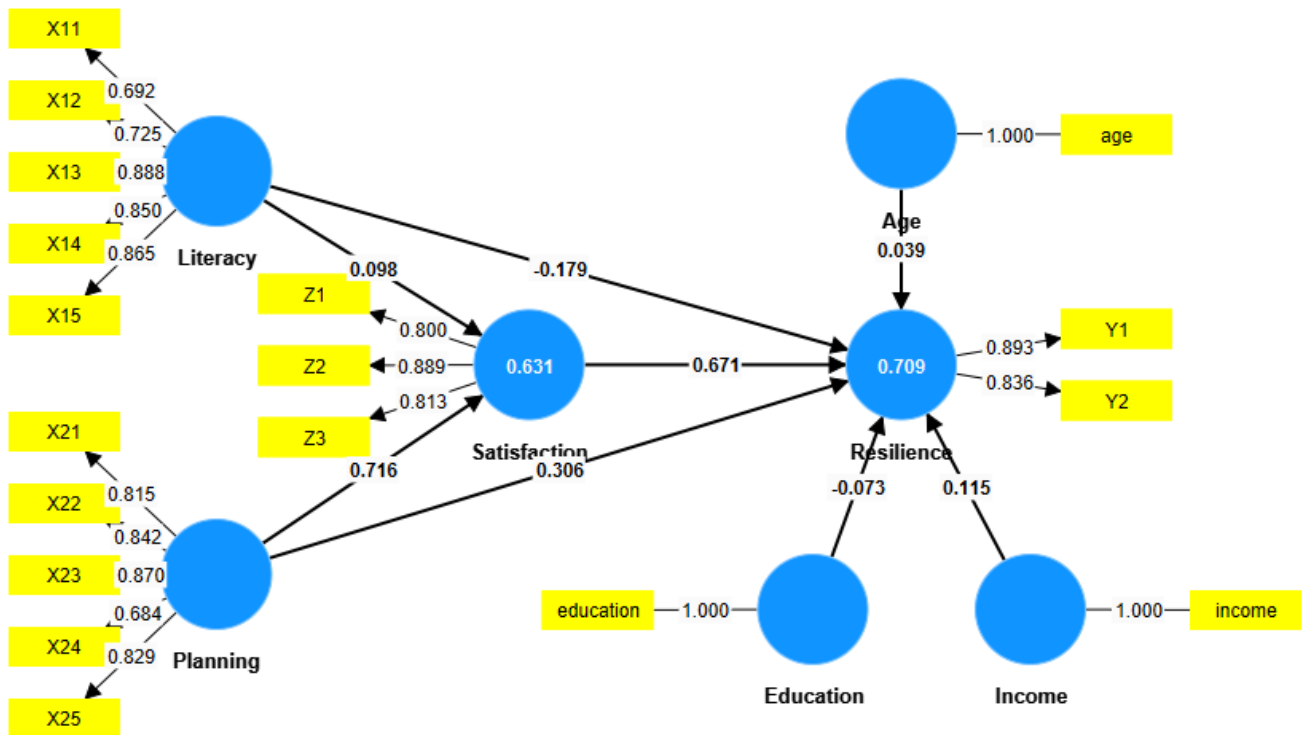 X11
0.692
X12
0.725
X13
0.888
X14
0.850
X15
0.865
Literacy
0.098
-0.179
Z1
0.800
Z2
0.889
Z3
0.813
0.631
Satisfaction
0.671
0.716
0.306
X21
0.815
X22
0.842
X23
0.870
X24
0.684
X25
0.829
Planning
1.000
age
Age
0.039
0.709
Resilience
Y1
0.893
Y2
0.836
-0.073
0.115
education
1.000
Education
Income
1.000
income